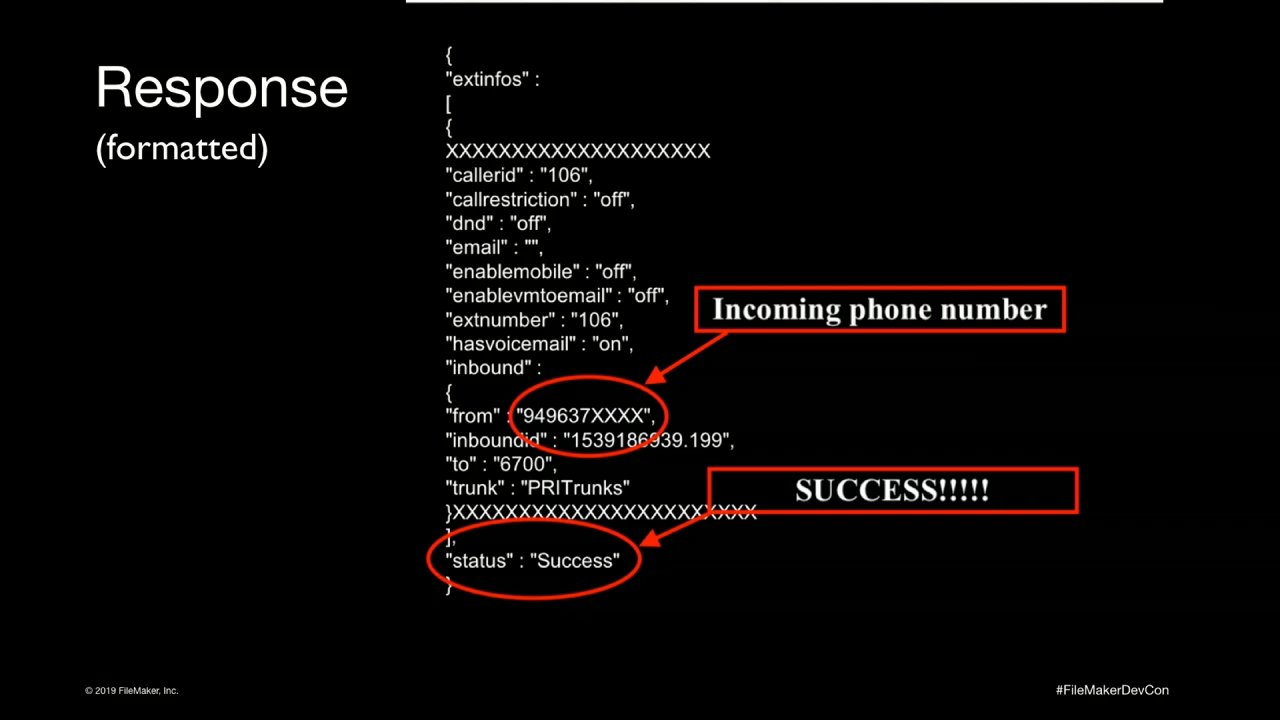 Response
(formatted)
{
"extinfos" :
[
{
XXXXXXXXXXXXXXXXXXXX
"callerid" : "106",
"callrestriction" : "off",
"dnd" : "off",
"email" : "",
"enablemobile" : "off",
"enablevmtoemail" : "off",
"extnumber" : "106",
"hasvoicemail" : "on",
"inbound" :
{
"from" : "949637XXXX",
"inboundid" : "1539186939.199",
"to" : "6700",
"trunk" : "PRITrunks"
}XXXXXXXXXXXXXXXXXXXXXXX
],
"status" : "Success"
}
Incoming phone number
SUCCESS!!!!!
© 2019 FileMaker, Inc.
#FileMakerDevCon